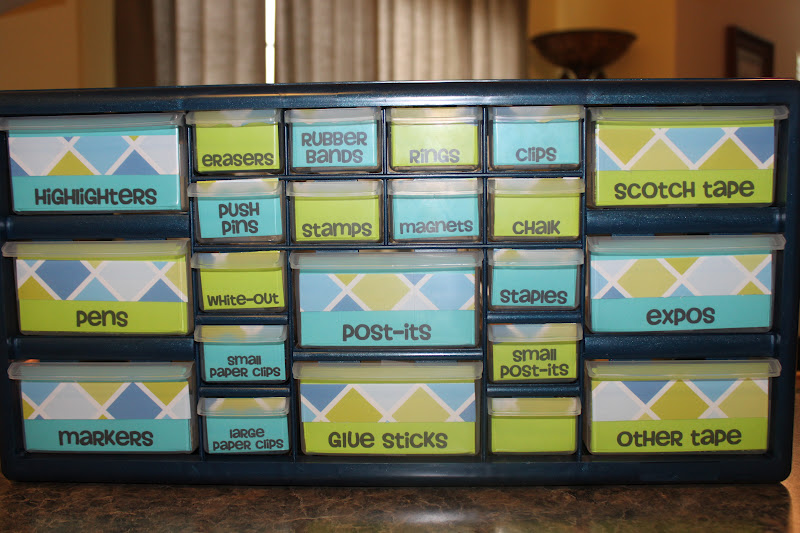 Highlighters
erasers
Rubber
Bands
Rings
clips
scotch tape
push
pins
stamps
magnets
chalk
pens
white-out
post-its
staples
expos
small
paper clips
small
post-its
markers
large
paper clips
glue sticks
other tape